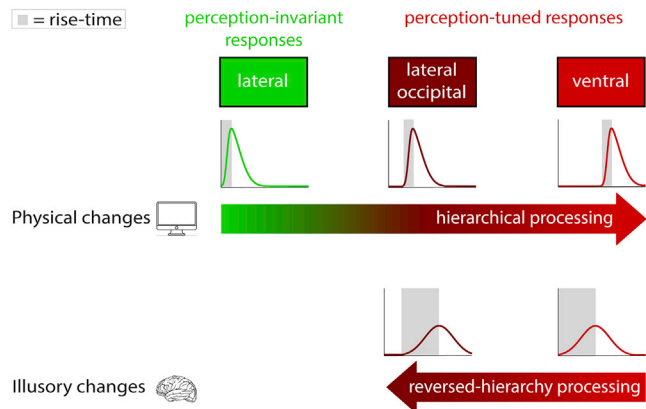 = rise-time
perception-invariant
responses
perception-tuned responses
lateral
lateral
occipital
ventral
Physical changes
hierarchical processing
Illusory changes
reversed-hierarchy processing